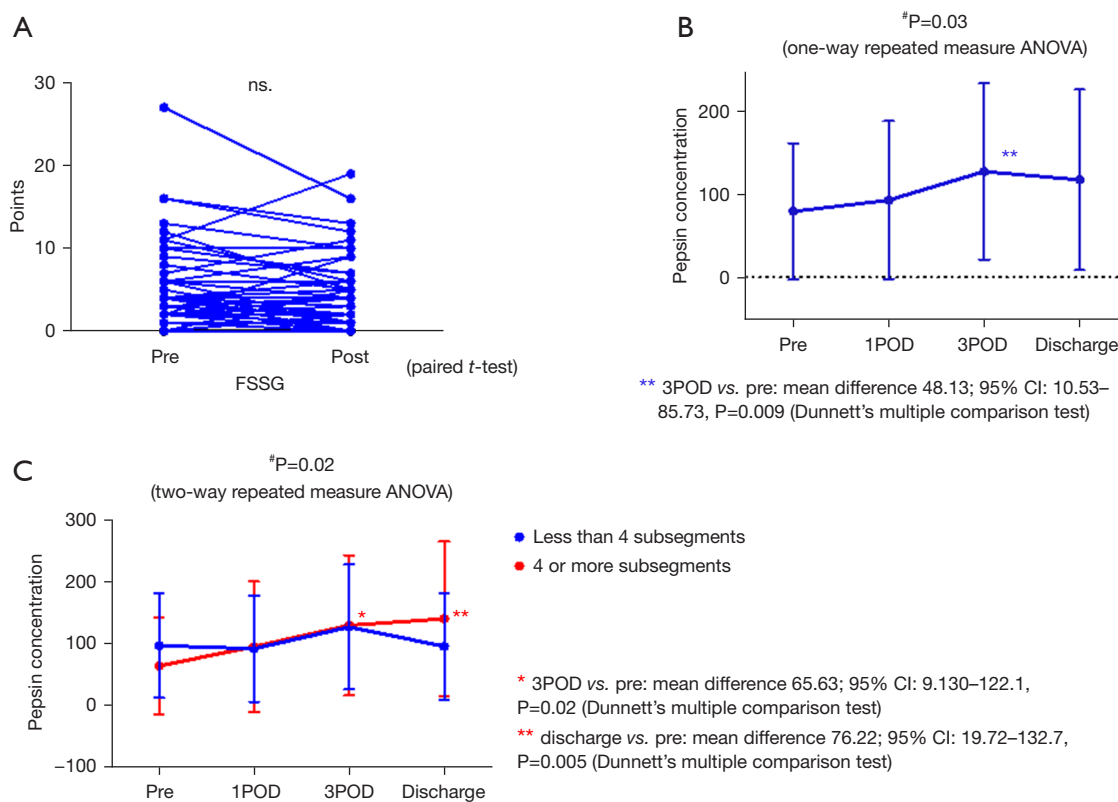 A
ns.
30
20
10
0
Points
Pre
Post
(paired t-test)
FSSG
B
#P=0.03
(one-way repeated measure ANOVA)
200
100
0
Pepsin concentration
Pre
1POD
3POD
Discharge
**
** 3POD vs. pre: mean difference 48.13; 95% CI: 10.53–
85.73, P=0.009 (Dunnett's multiple comparison test)
C
#P=0.02
(two-way repeated measure ANOVA)
300
200
100
0
−100
Pepsin concentration
*
**
Pre
1POD
3POD
Discharge
Less than 4 subsegments
4 or more subsegments
* 3POD vs. pre: mean difference 65.63; 95% CI: 9.130–122.1,
P=0.02 (Dunnett's multiple comparison test)
** discharge vs. pre: mean difference 76.22; 95% CI: 19.72–132.7,
P=0.005 (Dunnett's multiple comparison test)